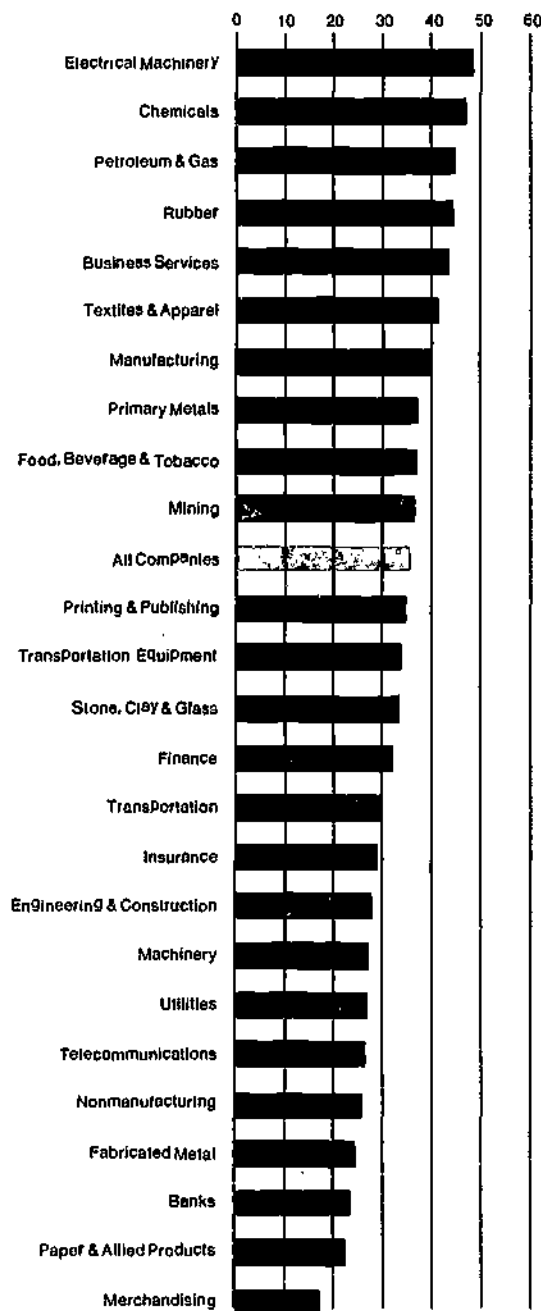 0 10 20 30 40 50 60
Electrical Machinery
Chemicals
Petroleum & Gas
Rubber
Business Services
Textiles & Apparel
Manufacturing
Primary Metals
Food, Beverage & Tobacco
Mining
All Companies
Printing & Publishing
Transportation Equipment
Stone, Clay & Glass
Finance
Transportation
Insurance
Engineering & Construction
Machinery
Utilities
Telecommunications
Nonmanufacturing
Fabricated Metal
Banks
Paper & Allied Products
Merchandising